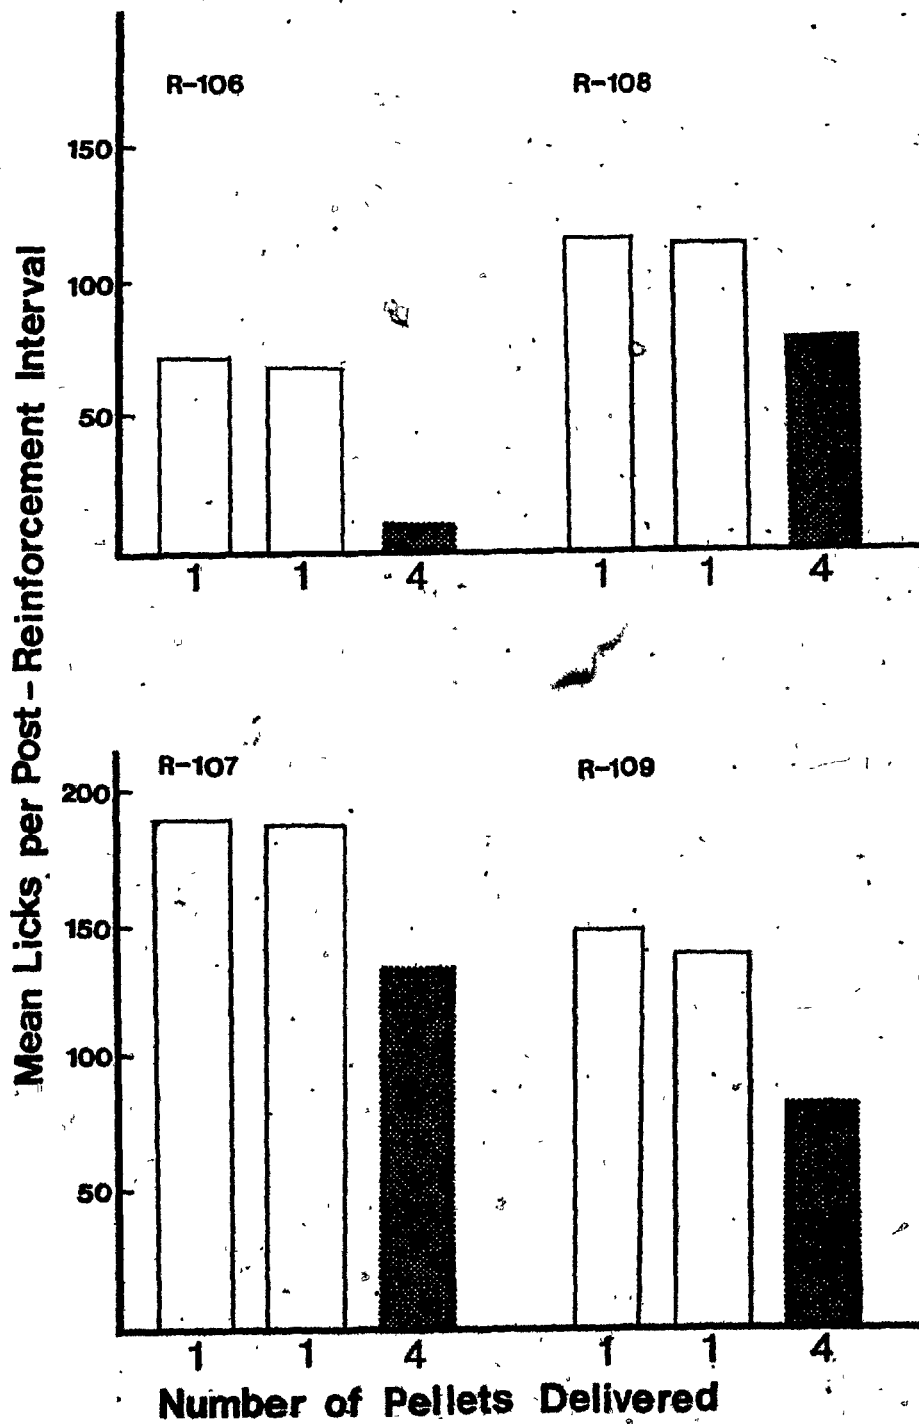 Mean Licks per Post-Reinforcement Interval
R-106
R-108
150
100
50
1 1 4 1 1 4
R-107
R-109
200
150
100
50
1 1 4 1 1 4
Number of Pellets Delivered